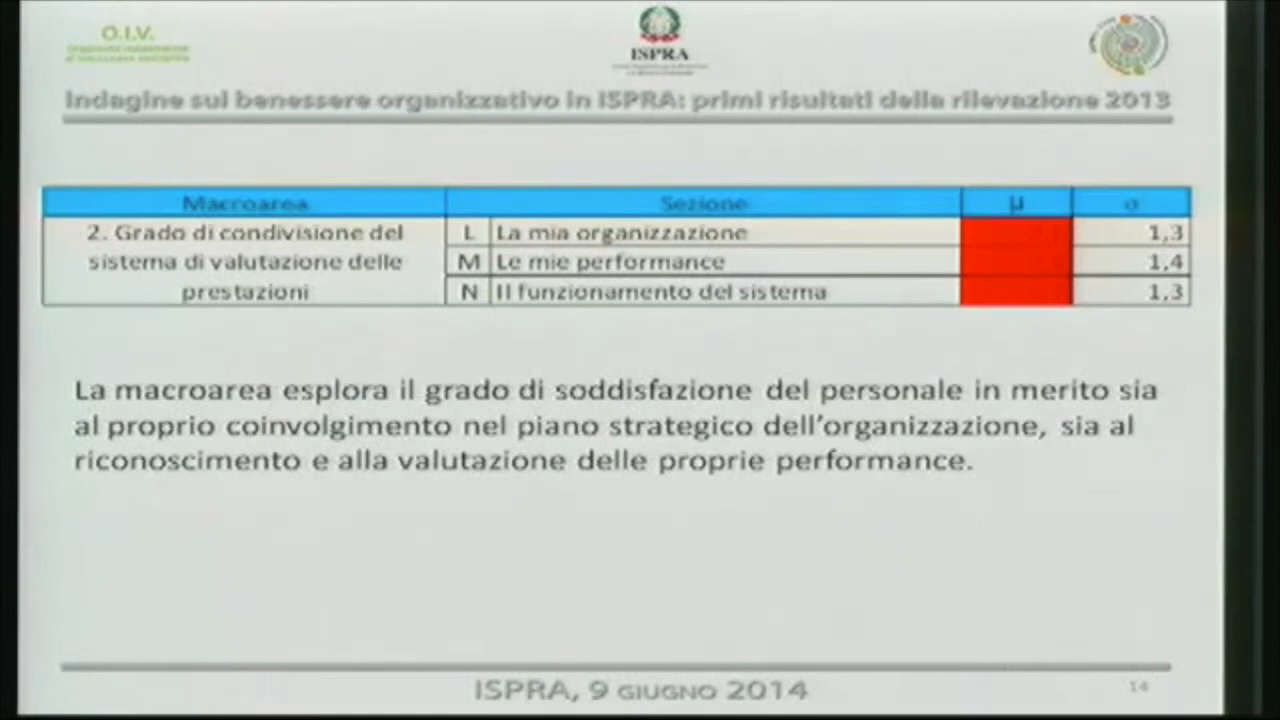 O.I.V.
ISPRA
Indagine sul benessere organizzativo in ISPRA: primi risultati della rilevazione 2013
Macroarea Sezione μ σ
2. Grado di condivisione del sistema di valutazione delle prestazioni
L La mia organizzazione 1,3
M Le mie performance 1,4
N Il funzionamento del sistema 1,3
La macroarea esplora il grado di soddisfazione del personale in merito sia
al proprio coinvolgimento nel piano strategico dell'organizzazione, sia al
riconoscimento e alla valutazione delle proprie performance.
ISPRA, 9 GIUGNO 2014
14